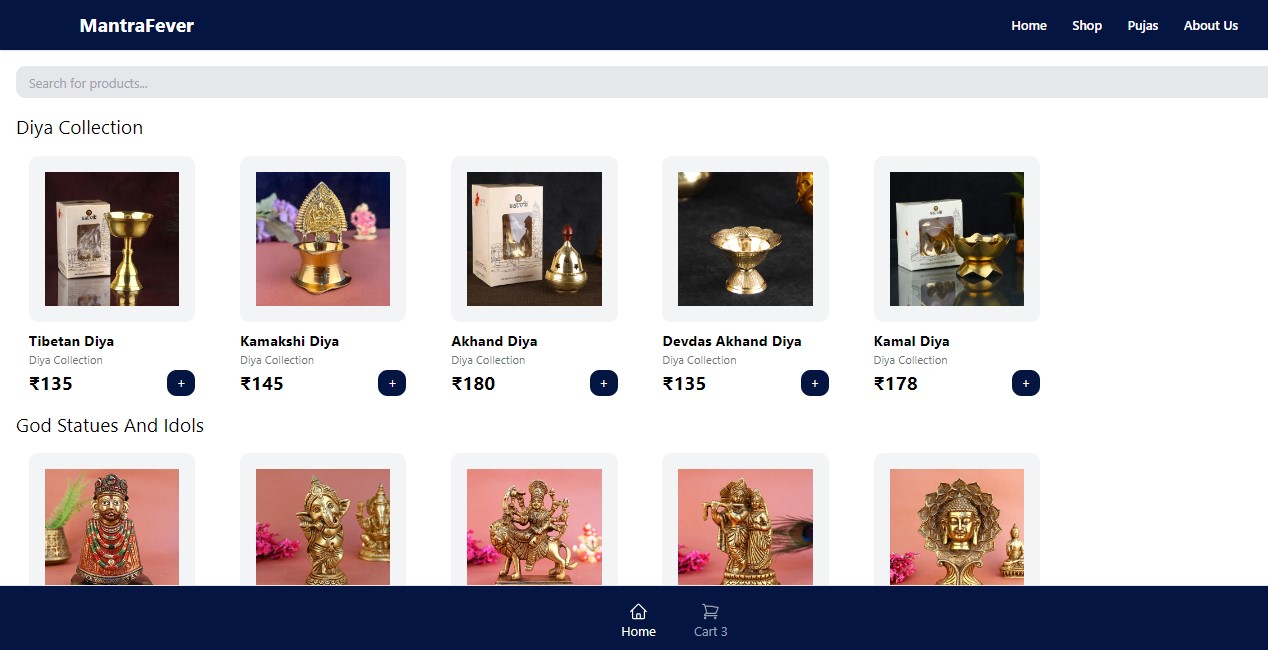 MantraFever
Home Shop Pujas About Us
Search for products...
Diya Collection
Tibetan Diya
Diya Collection
₹135 +
Kamakshi Diya
Diya Collection
₹145 +
Akhand Diya
Diya Collection
₹180 +
Devdas Akhand Diya
Diya Collection
₹135 +
Kamal Diya
Diya Collection
₹178 +
God Statues And Idols
Home
Cart 3